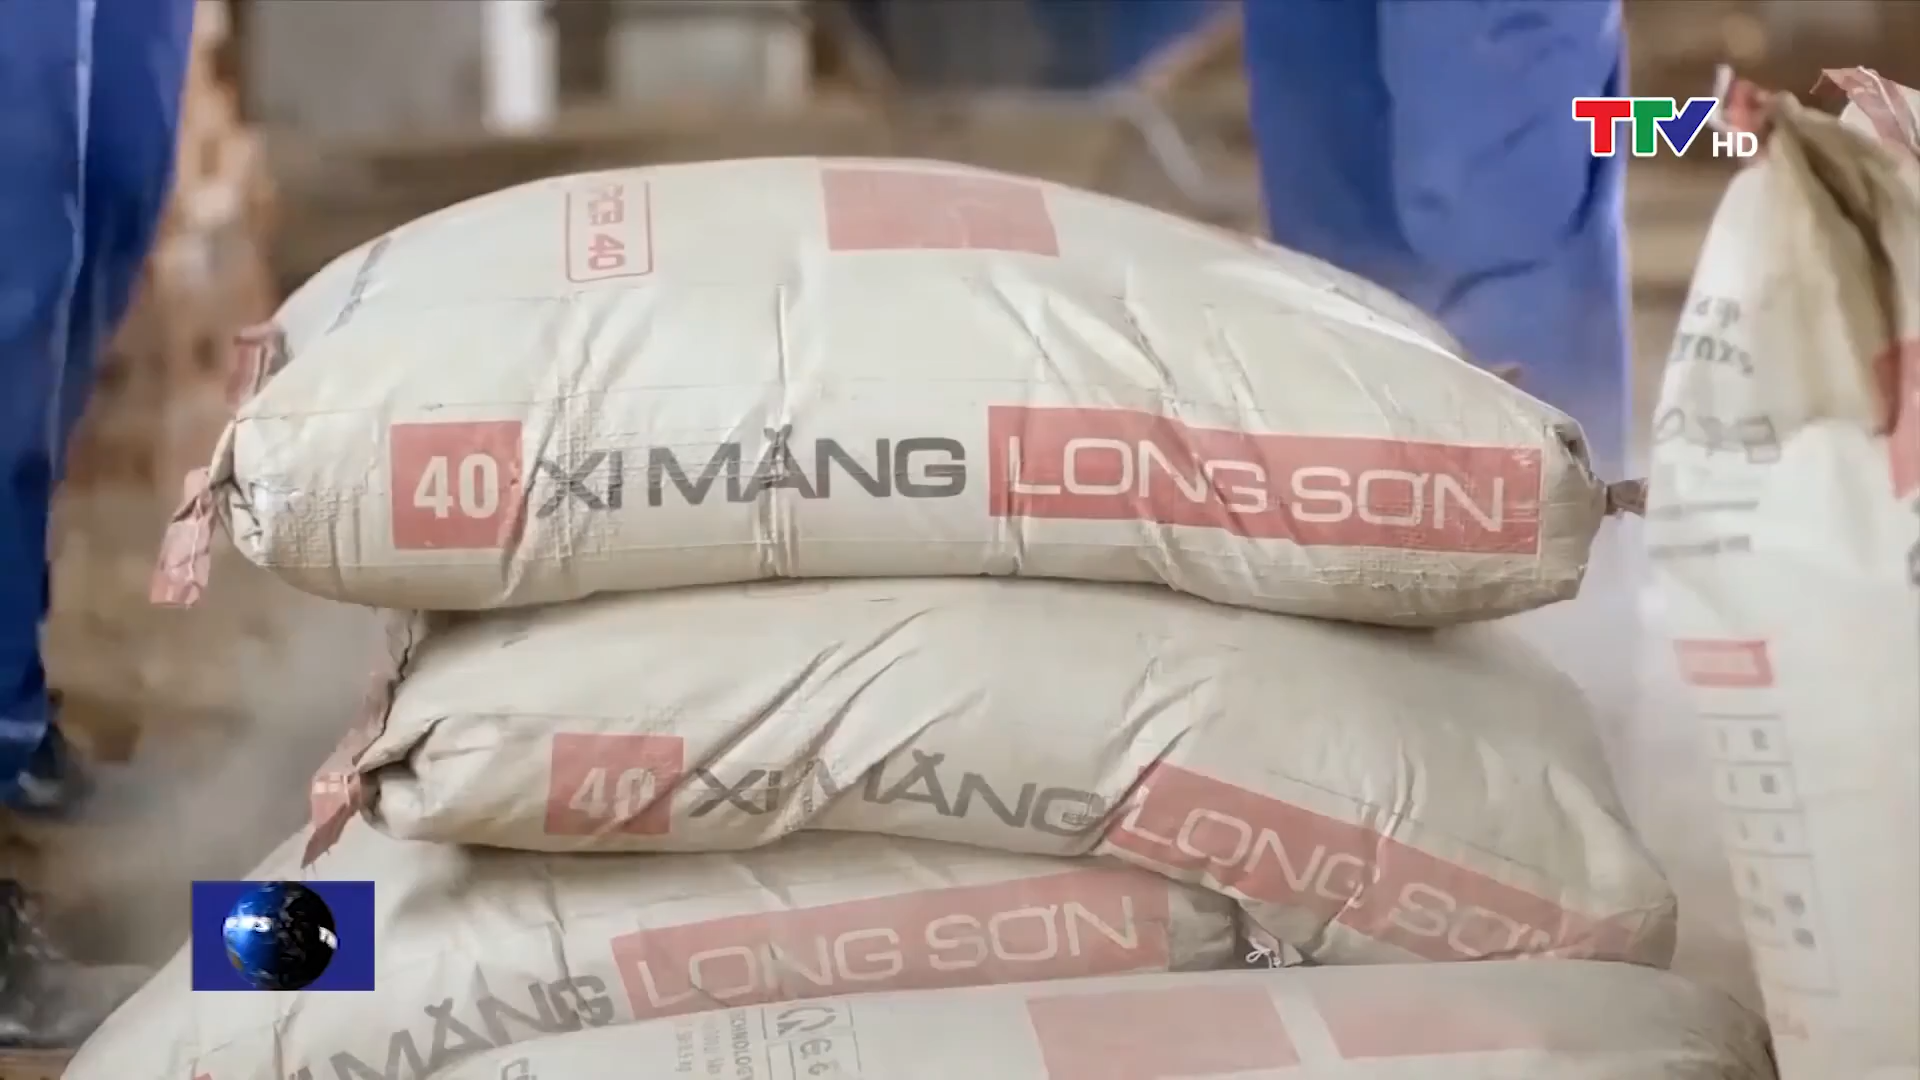 TTV HD
PCB 40
40 XI MĂNG LONG SƠN
40 XI MĂNG LONG SƠN
XI MĂNG LONG SƠN